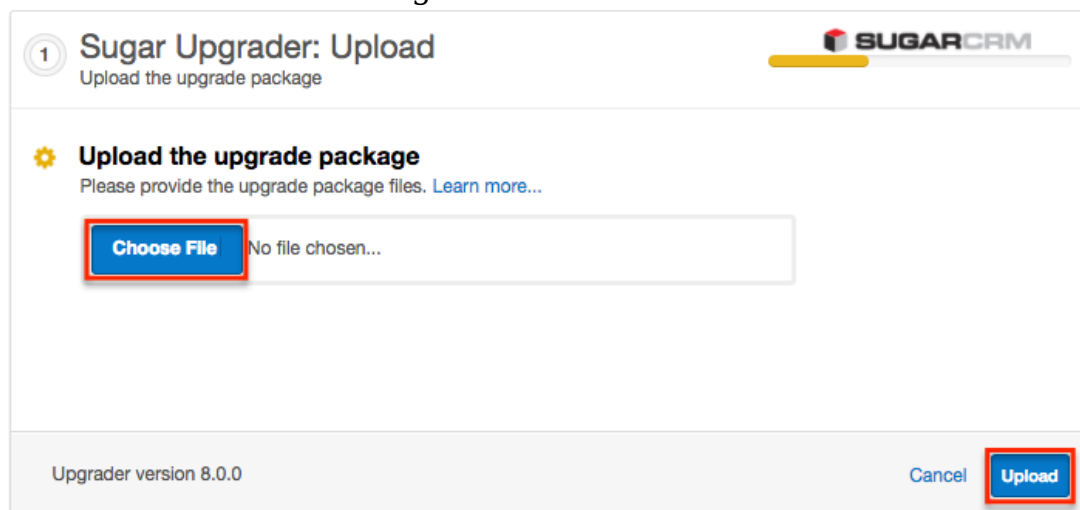 1
Sugar Upgrader: Upload
SUGARCRM
Upload the upgrade package
Upload the upgrade package
Please provide the upgrade package files. Learn more...
Choose File No file chosen...
Upgrader version 8.0.0
Cancel Upload